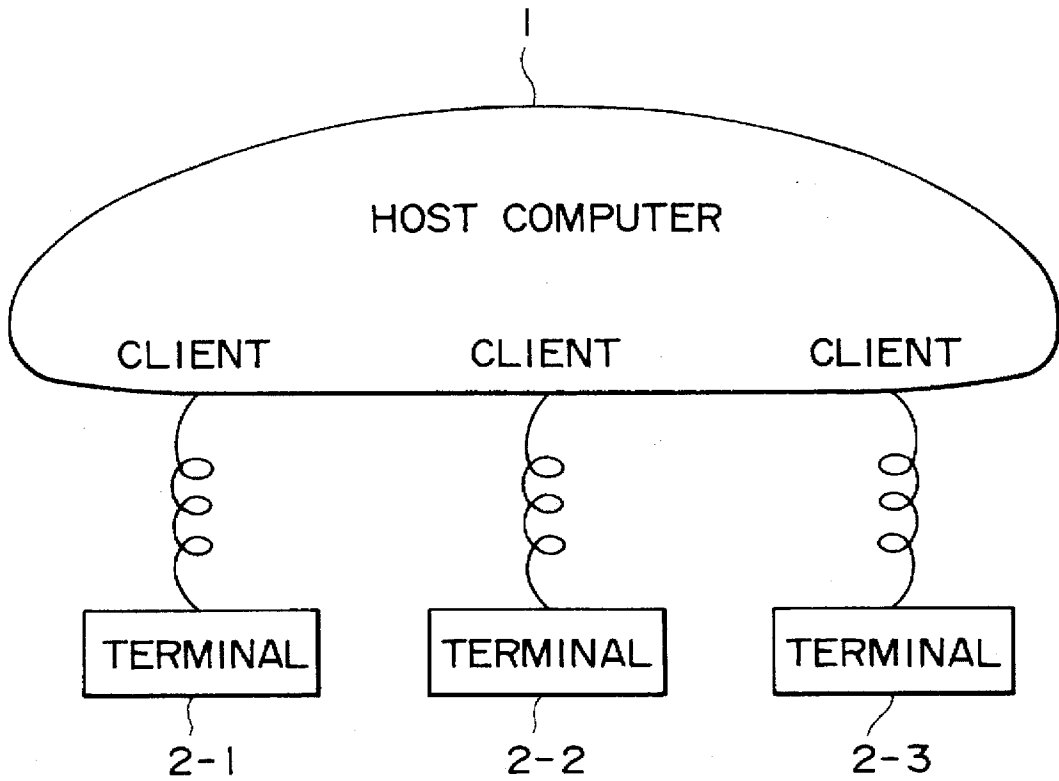 1
HOST COMPUTER
CLIENT CLIENT CLIENT
TERMINAL TERMINAL TERMINAL
2-1 2-2 2-3